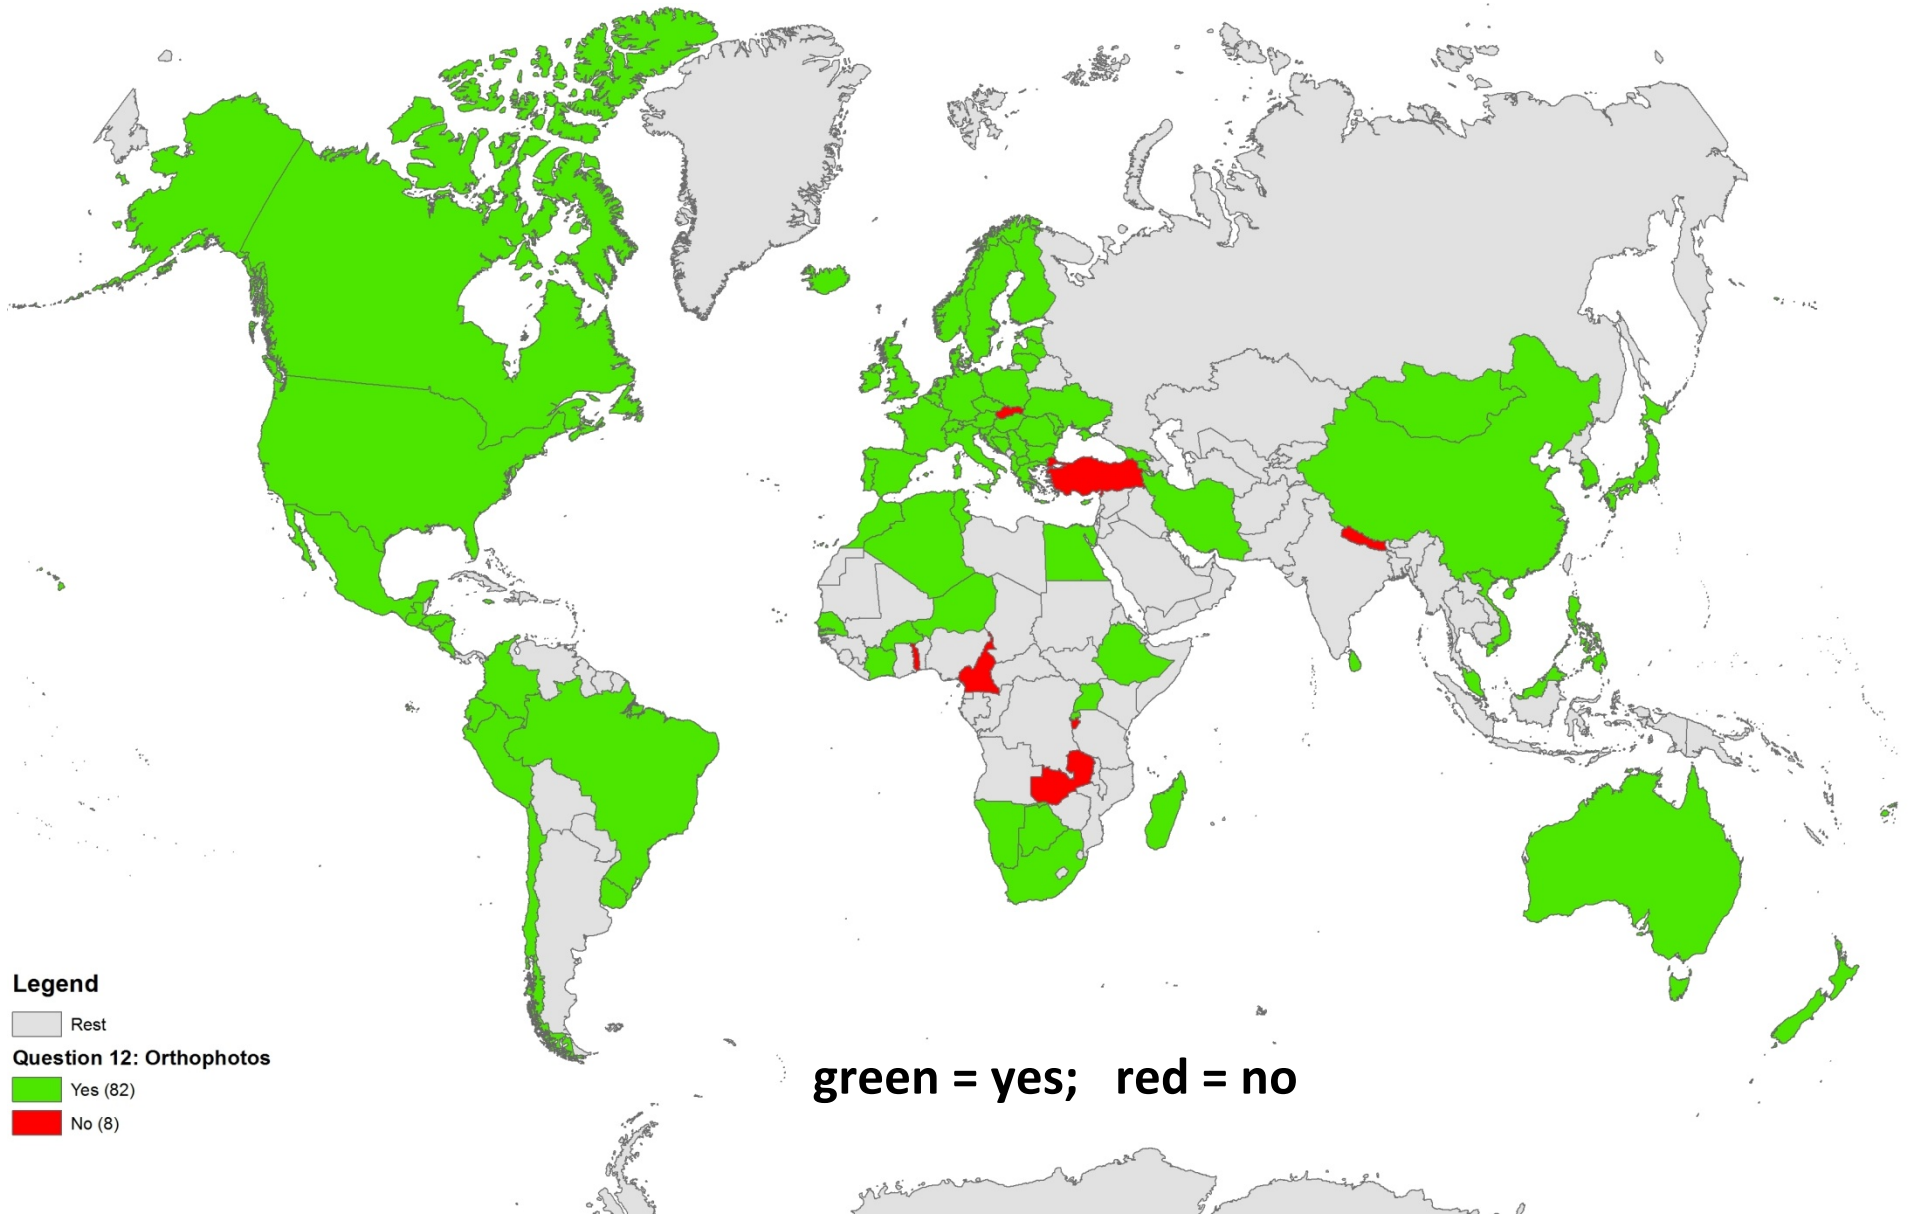 Legend
Rest
Question 12: Orthophotos
Yes (82)
No (8)
green = yes;   red = no